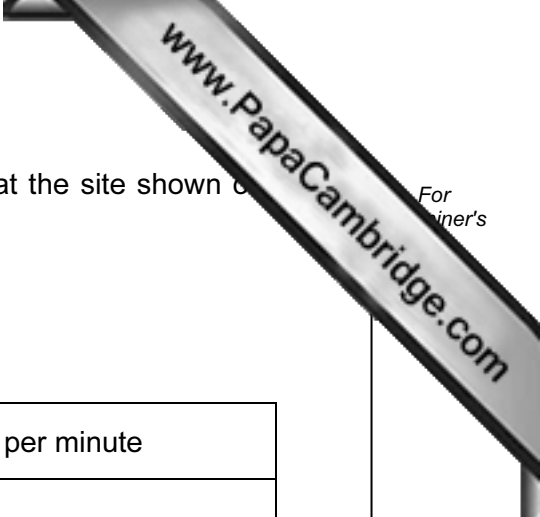 www.PapaCambridge.com
at the site shown
For
iner's
per minute